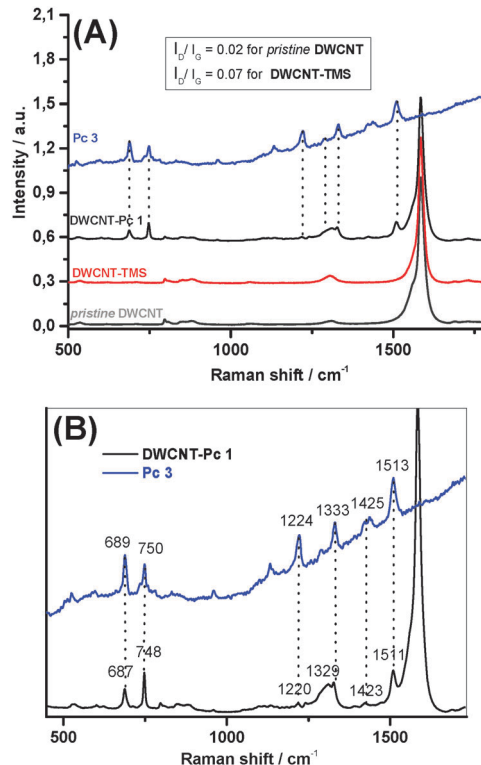 (A)
I_D/ I_G = 0.02 for pristine DWCNT
I_D/ I_G = 0.07 for DWCNT-TMS
Intensity / a.u.
2,1
1,8
1,5
1,2
0,9
0,6
0,3
0,0
Pc 3
DWCNT-Pc 1
DWCNT-TMS
pristine DWCNT
500
1000
1500
Raman shift / cm⁻¹
(B)
DWCNT-Pc 1
Pc 3
1513
1425
1333
1224
750
689
1511
1423
1329
1220
748
687
Intensity / a.u.
500
1000
1500
Raman shift / cm⁻¹